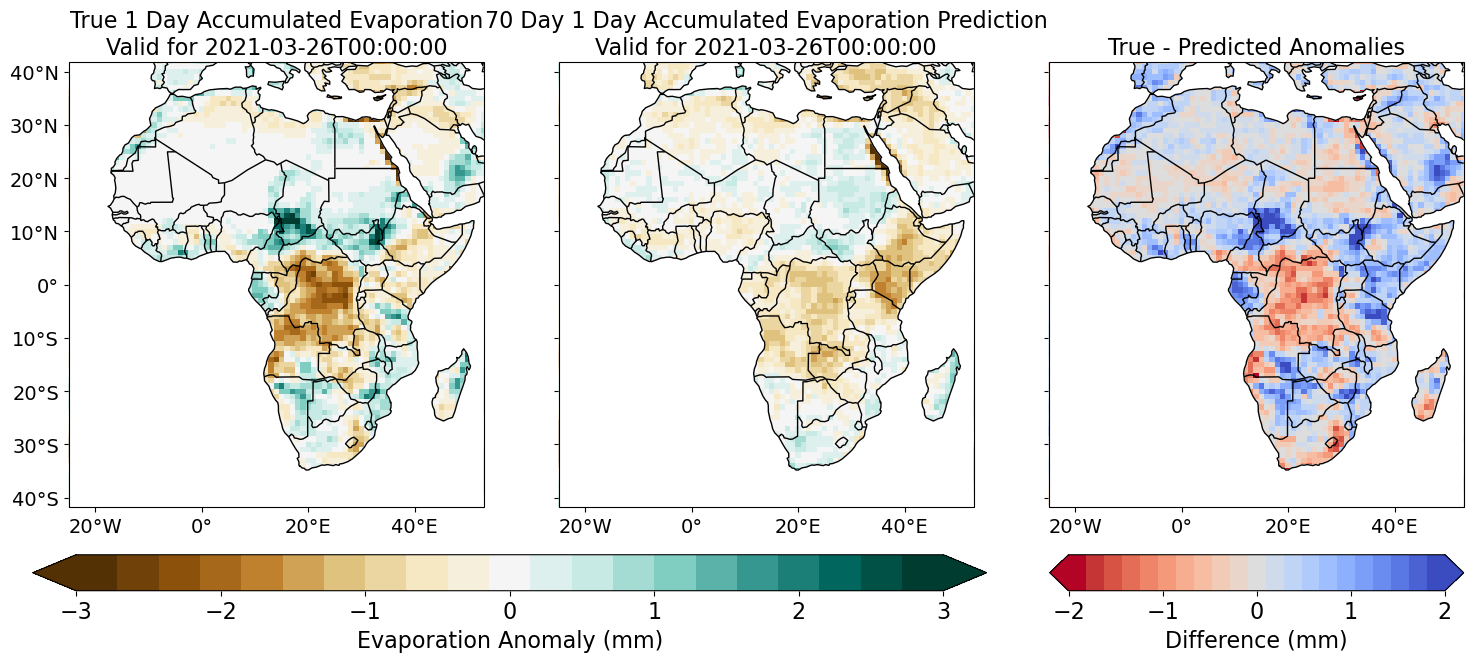 True 1 Day Accumulated Evaporation
Valid for 2021-03-26T00:00:00
70 Day 1 Day Accumulated Evaporation Prediction
Valid for 2021-03-26T00:00:00
True - Predicted Anomalies
40°N
30°N
20°N
10°N
0°
10°S
20°S
30°S
40°S
20°W 0° 20°E 40°E
20°W 0° 20°E 40°E
20°W 0° 20°E 40°E
−3 −2 −1 0 1 2 3
Evaporation Anomaly (mm)
−2 −1 0 1 2
Difference (mm)